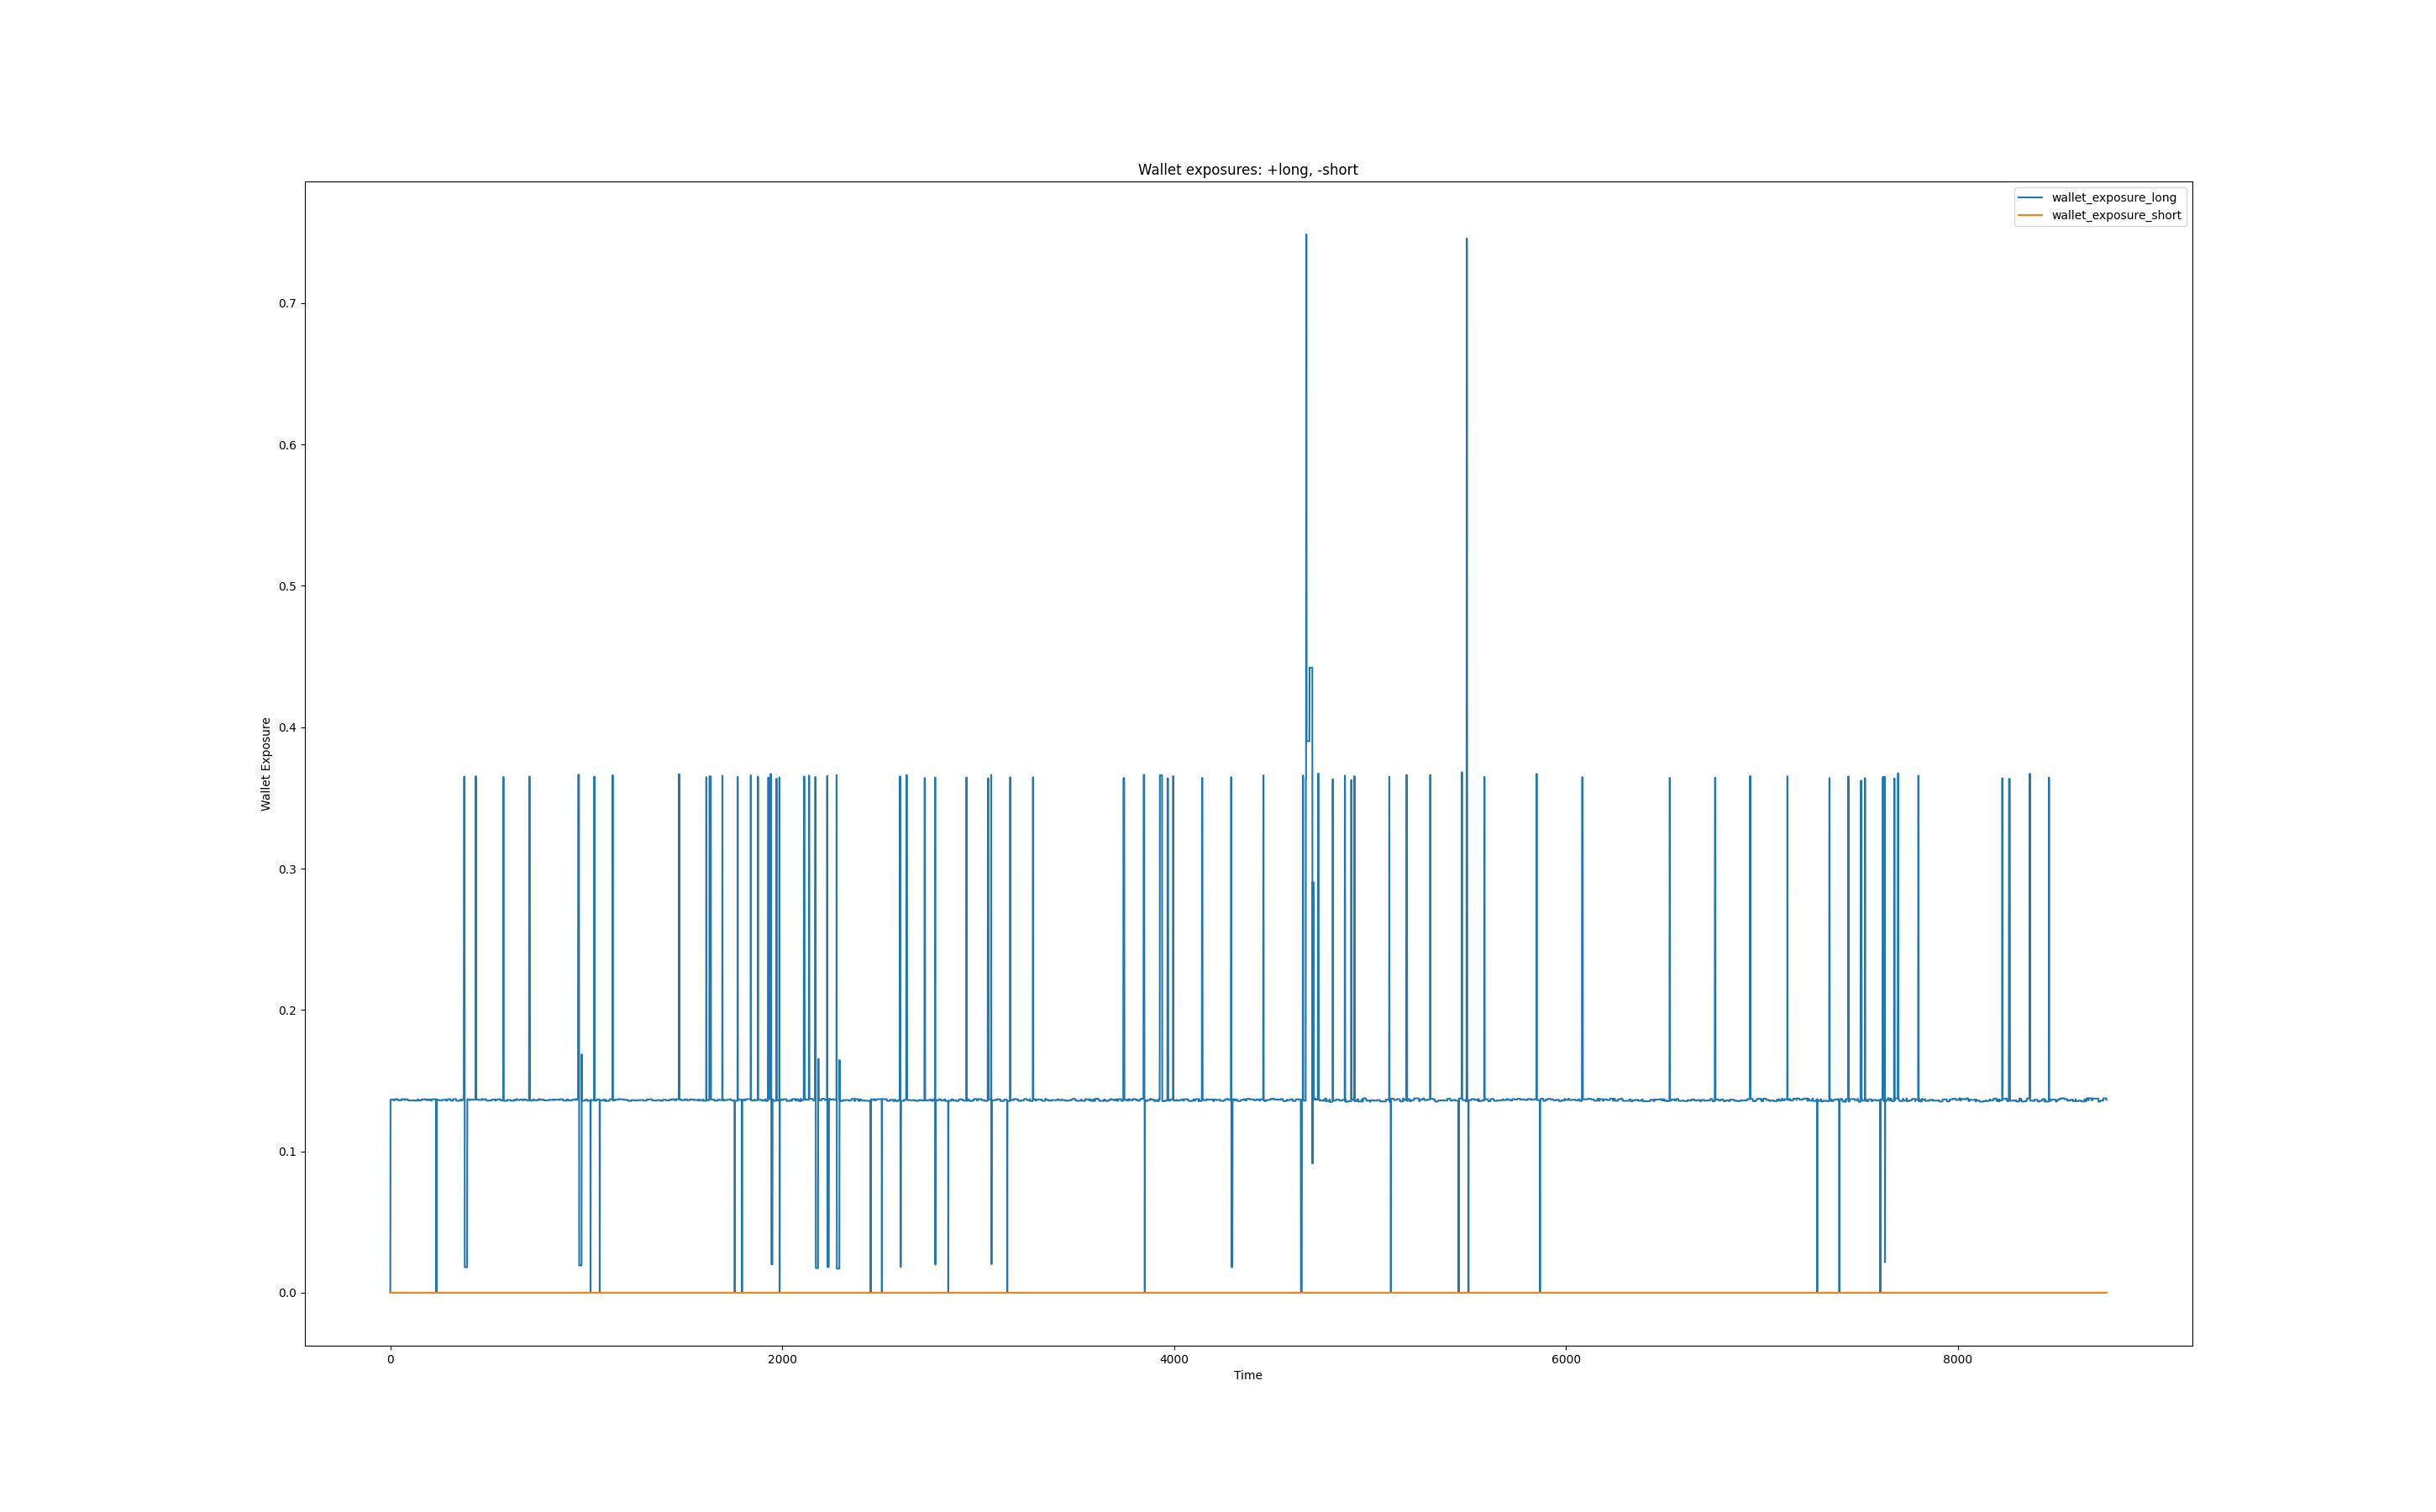 Wallet exposures: +long, -short
wallet_exposure_long
wallet_exposure_short
0.7
0.6
0.5
0.4
0.3
0.2
0.1
0.0
Wallet Exposure
0 2000 4000 6000 8000
Time